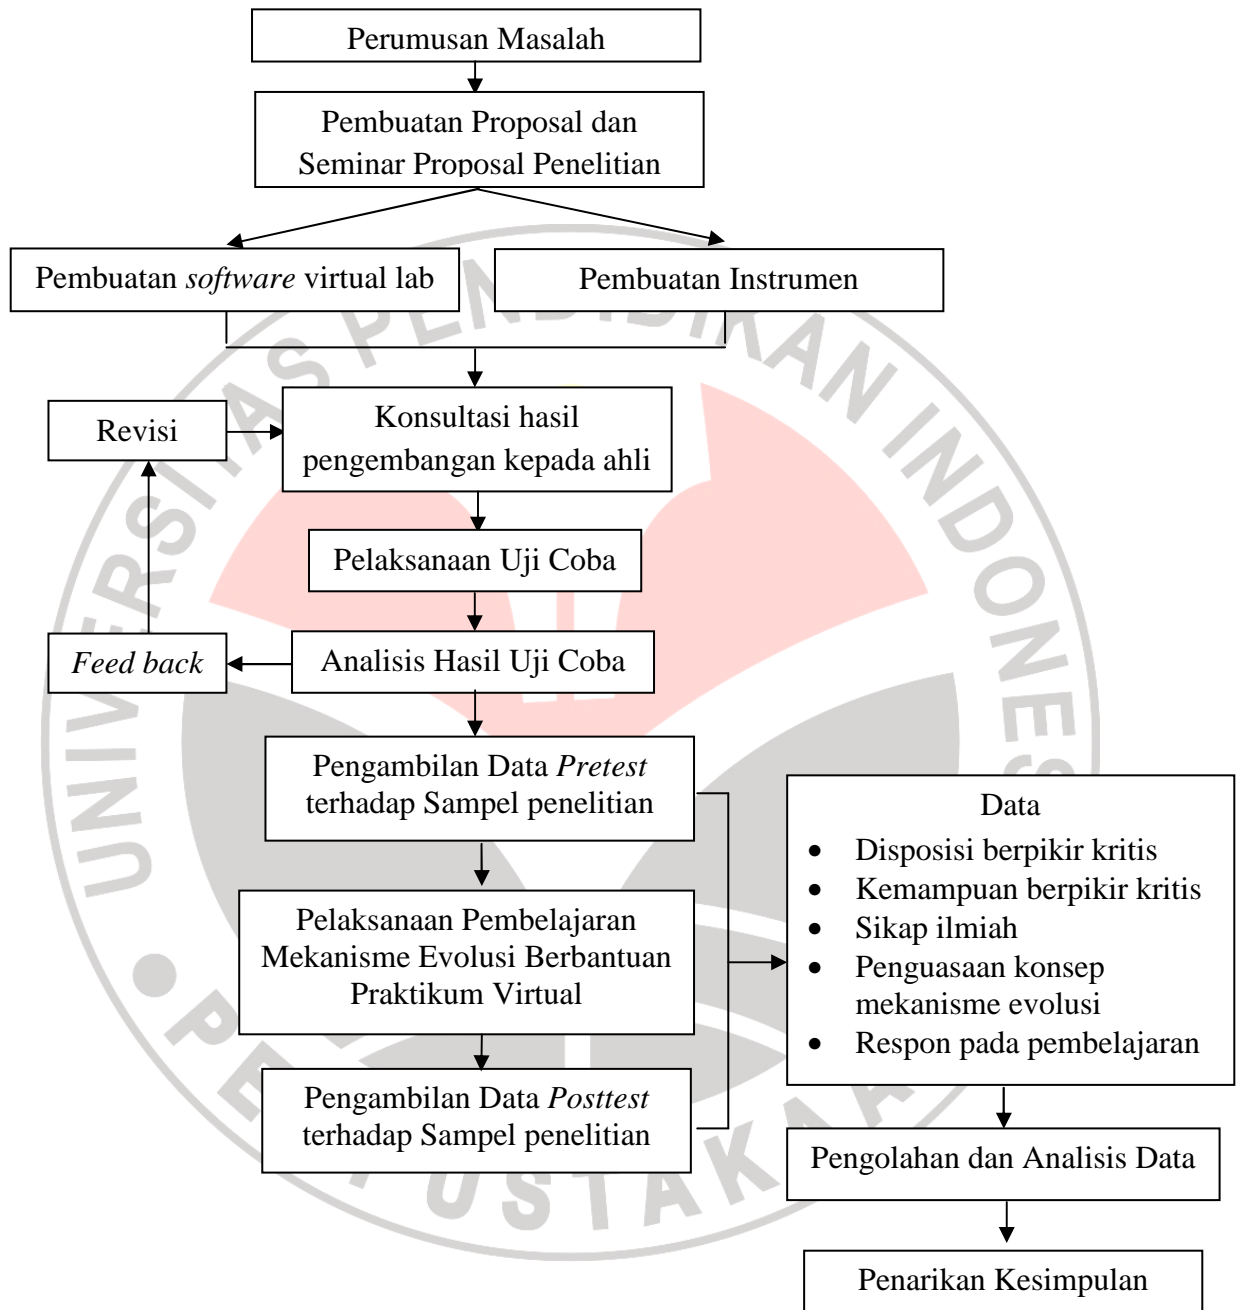 Perumusan Masalah
Pembuatan Proposal dan
Seminar Proposal Penelitian
Pembuatan software virtual lab
Pembuatan Instrumen
Revisi
Konsultasi hasil
pengembangan kepada ahli
Pelaksanaan Uji Coba
Feed back
Analisis Hasil Uji Coba
Pengambilan Data Pretest
terhadap Sampel penelitian
Pelaksanaan Pembelajaran
Mekanisme Evolusi Berbantuan
Praktikum Virtual
Pengambilan Data Posttest
terhadap Sampel penelitian
Data
• Disposisi berpikir kritis
• Kemampuan berpikir kritis
• Sikap ilmiah
• Penguasaan konsep
mekanisme evolusi
• Respon pada pembelajaran
Pengolahan dan Analisis Data
Penarikan Kesimpulan